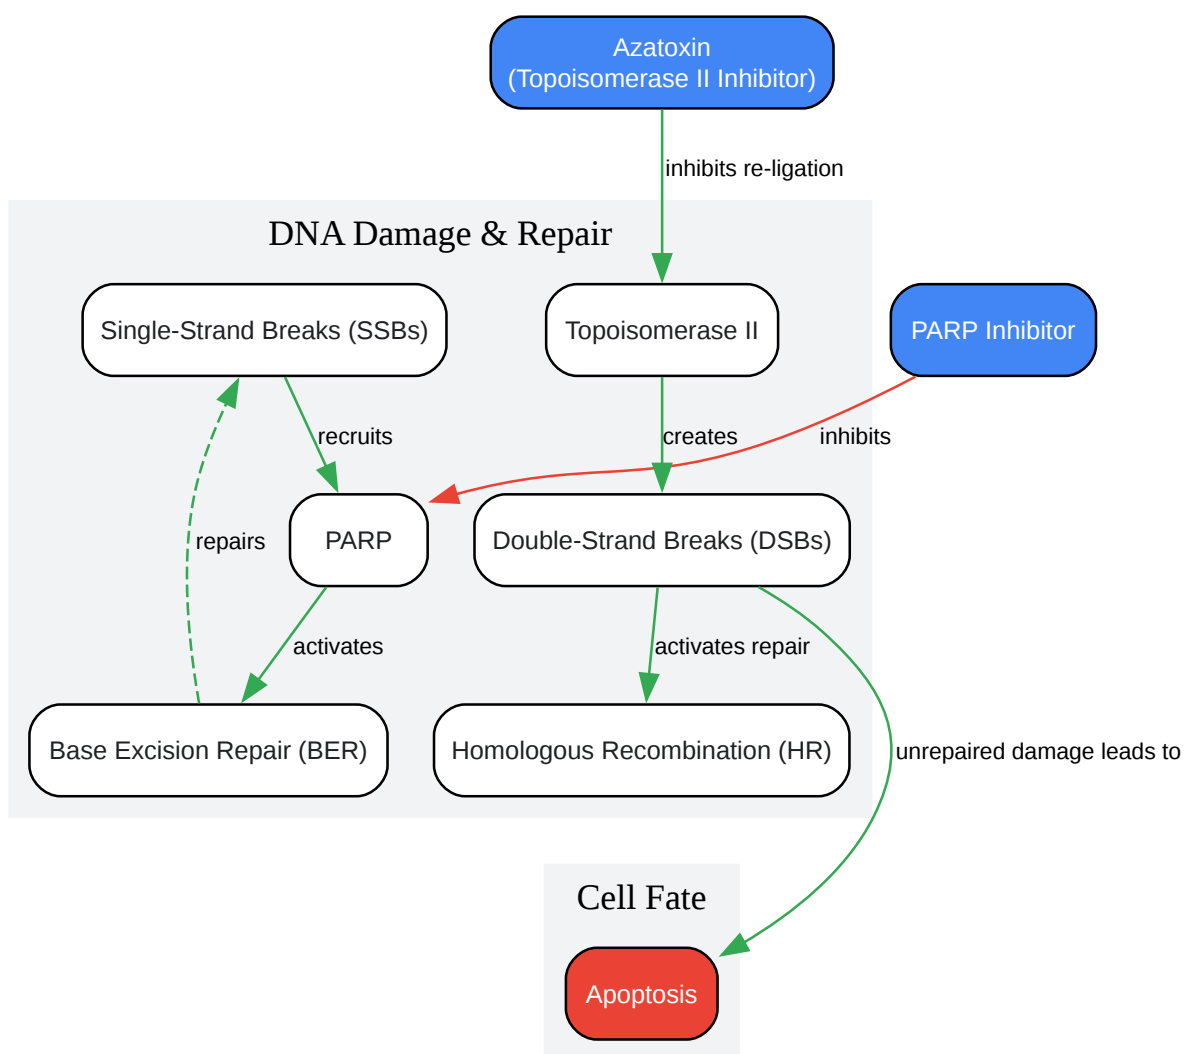 Azatoxin
(Topoisomerase II Inhibitor)
inhibits re-ligation
DNA Damage & Repair
Single-Strand Breaks (SSBs)
Topoisomerase II
PARP Inhibitor
recruits
creates
inhibits
repairs
PARP
Double-Strand Breaks (DSBs)
activates
activates repair
Base Excision Repair (BER)
Homologous Recombination (HR)
unrepaired damage leads to
Cell Fate
Apoptosis